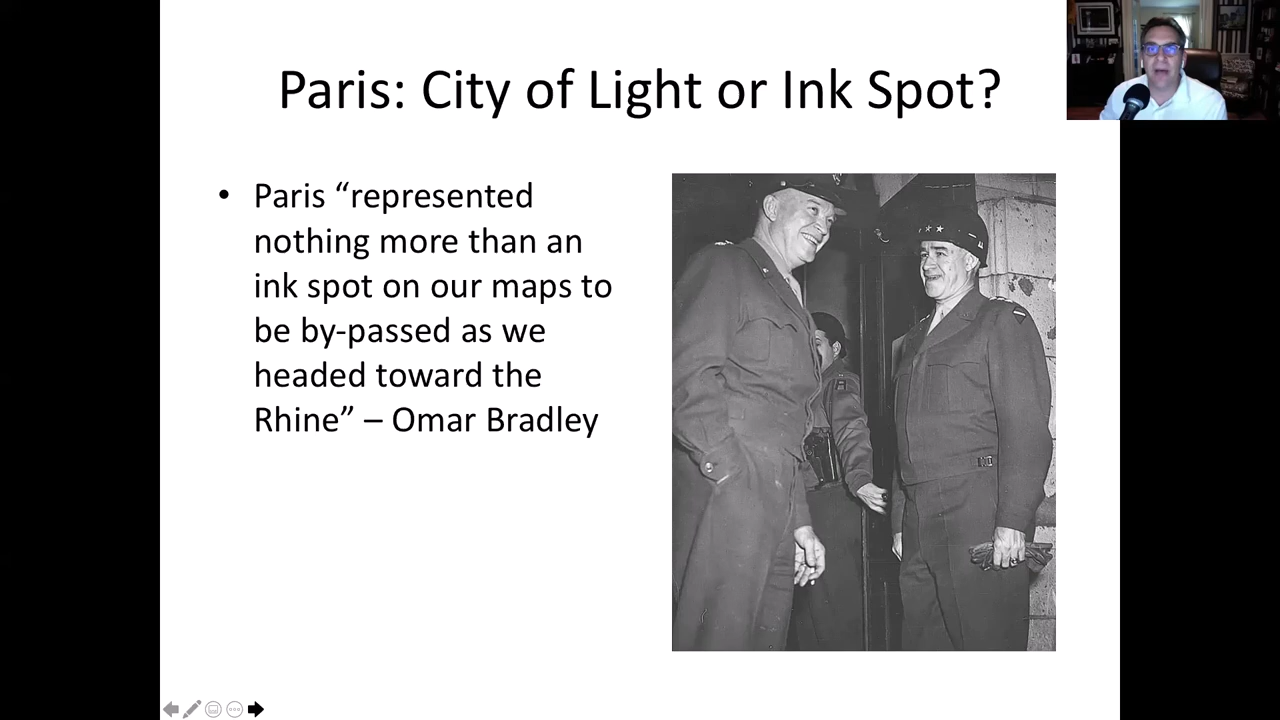 Paris: City of Light or Ink Spot?
• Paris “represented
nothing more than an
ink spot on our maps to
be by-passed as we
headed toward the
Rhine” – Omar Bradley